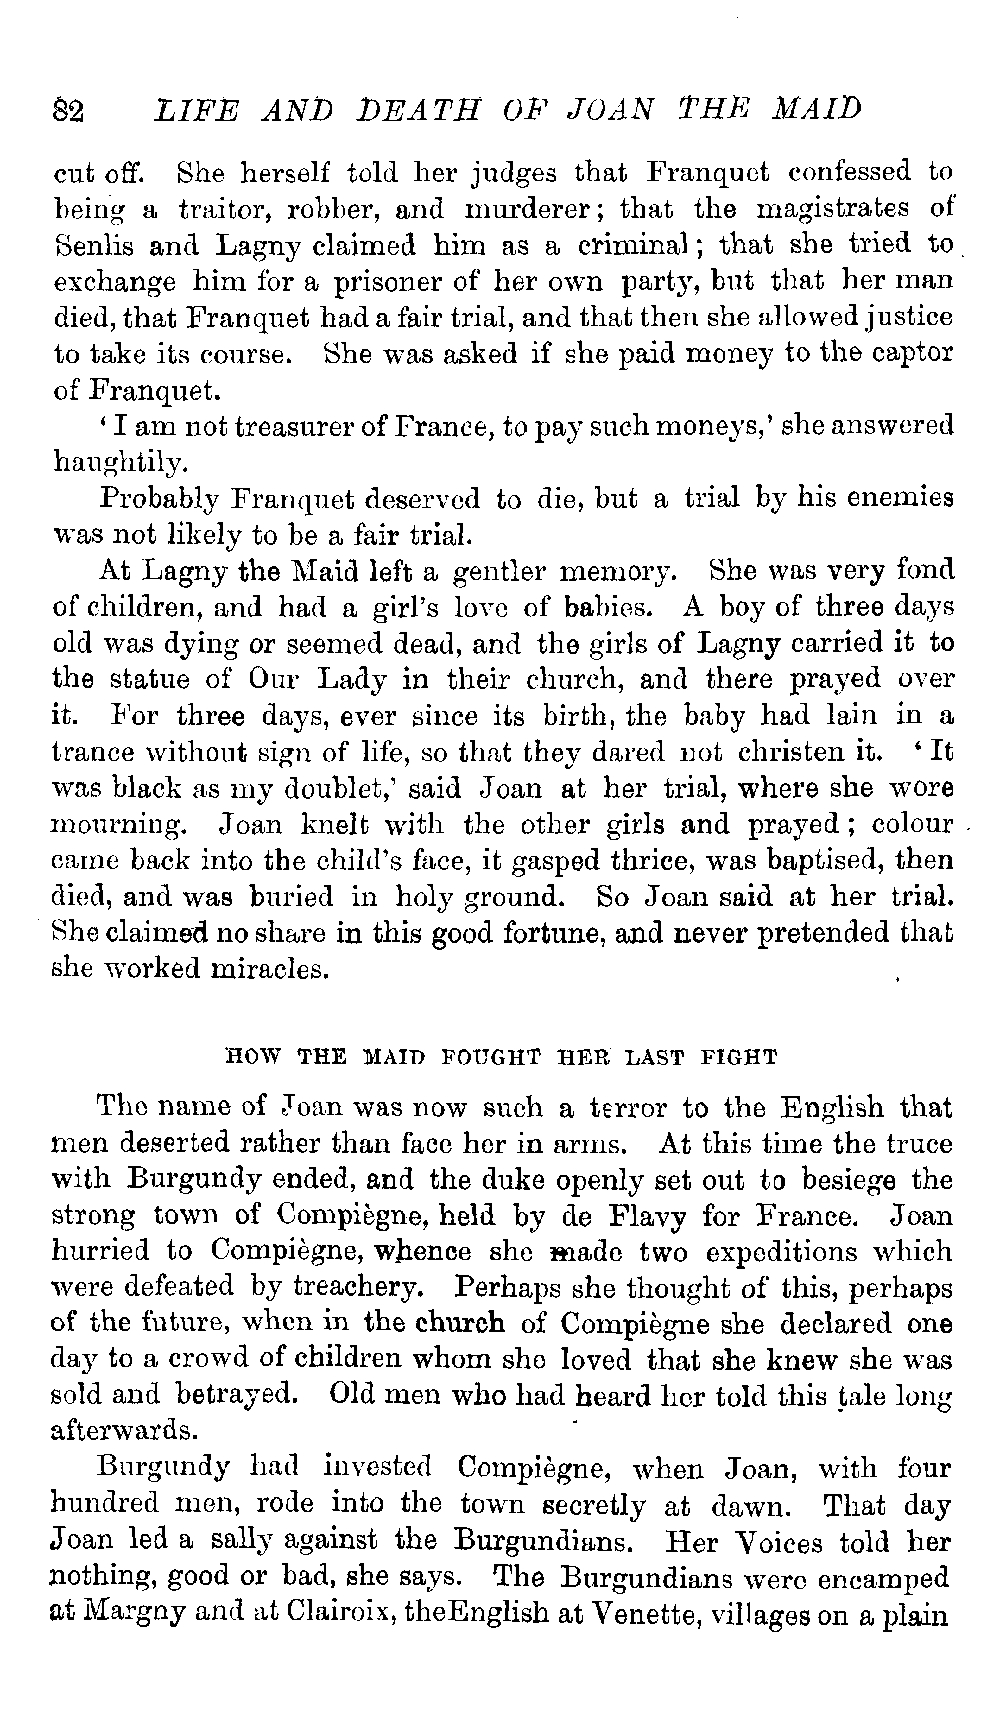 82 LIFE AND DEATH OF JOAN THE MAID
cut off. She herself told her judges that Franquet confessed to
being a traitor, robber, and murderer; that the magistrates of
Senlis and Lagny claimed him as a criminal; that she tried to
exchange him for a prisoner of her own party, but that her man
died, that Franquet had a fair trial, and that then she allowed justice
to take its course. She was asked if she paid money to the captor
of Franquet.
‘I am not treasurer of France, to pay such moneys,’ she answered
haughtily.
Probably Franquet deserved to die, but a trial by his enemies
was not likely to be a fair trial.
At Lagny the Maid left a gentler memory. She was very fond
of children, and had a girl’s love of babies. A boy of three days
old was dying or seemed dead, and the girls of Lagny carried it to
the statue of Our Lady in their church, and there prayed over
it. For three days, ever since its birth, the baby had lain in a
trance without sign of life, so that they dared not christen it. ‘It
was black as my doublet,’ said Joan at her trial, where she wore
mourning. Joan knelt with the other girls and prayed; colour
came back into the child’s face, it gasped thrice, was baptised, then
died, and was buried in holy ground. So Joan said at her trial.
She claimed no share in this good fortune, and never pretended that
she worked miracles.
HOW THE MAID FOUGHT HER LAST FIGHT
The name of Joan was now such a terror to the English that
men deserted rather than face her in arms. At this time the truce
with Burgundy ended, and the duke openly set out to besiege the
strong town of Compiègne, held by de Flavy for France. Joan
hurried to Compiègne, whence she made two expeditions which
were defeated by treachery. Perhaps she thought of this, perhaps
of the future, when in the church of Compiègne she declared one
day to a crowd of children whom she loved that she knew she was
sold and betrayed. Old men who had heard her told this tale long
afterwards.
Burgundy had invested Compiègne, when Joan, with four
hundred men, rode into the town secretly at dawn. That day
Joan led a sally against the Burgundians. Her Voices told her
nothing, good or bad, she says. The Burgundians were encamped
at Margny and at Clairoix, the English at Venette, villages on a plain